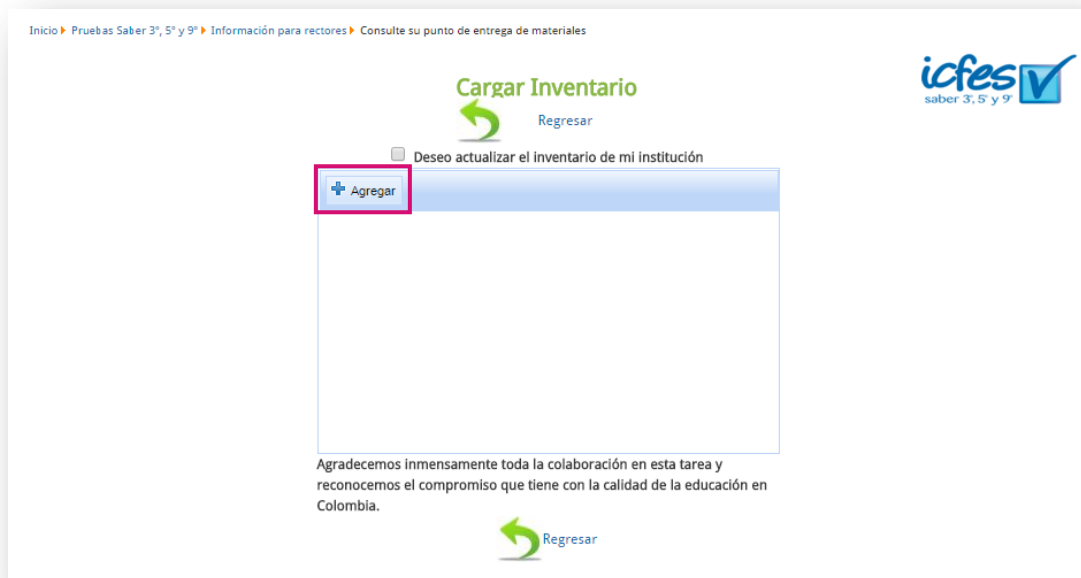 Inicio Pruebas Saber 3°, 5° y 9° Información para rectores Consulte su punto de entrega de materiales
icfes
saber 3°, 5° y 9°
Cargar Inventario
Regresar
Deseo actualizar el inventario de mi institución
Agregar
Agradecemos inmensamente toda la colaboración en esta tarea y
reconocemos el compromiso que tiene con la calidad de la educación en
Colombia.
Regresar